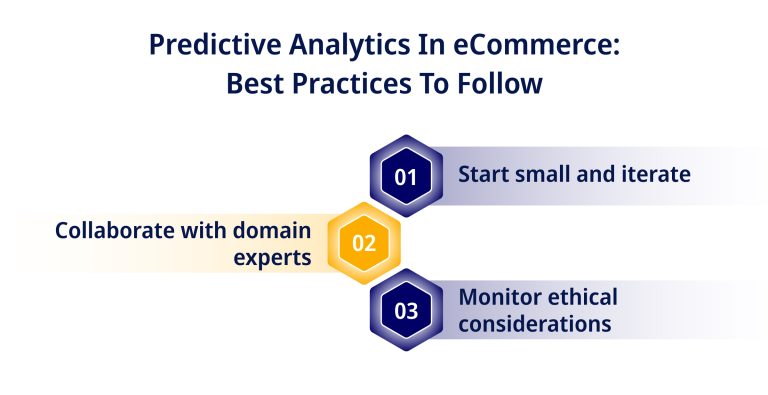 Predictive Analytics In eCommerce:
Best Practices To Follow
01
Start small and iterate
Collaborate with domain
experts
02
03
Monitor ethical
considerations